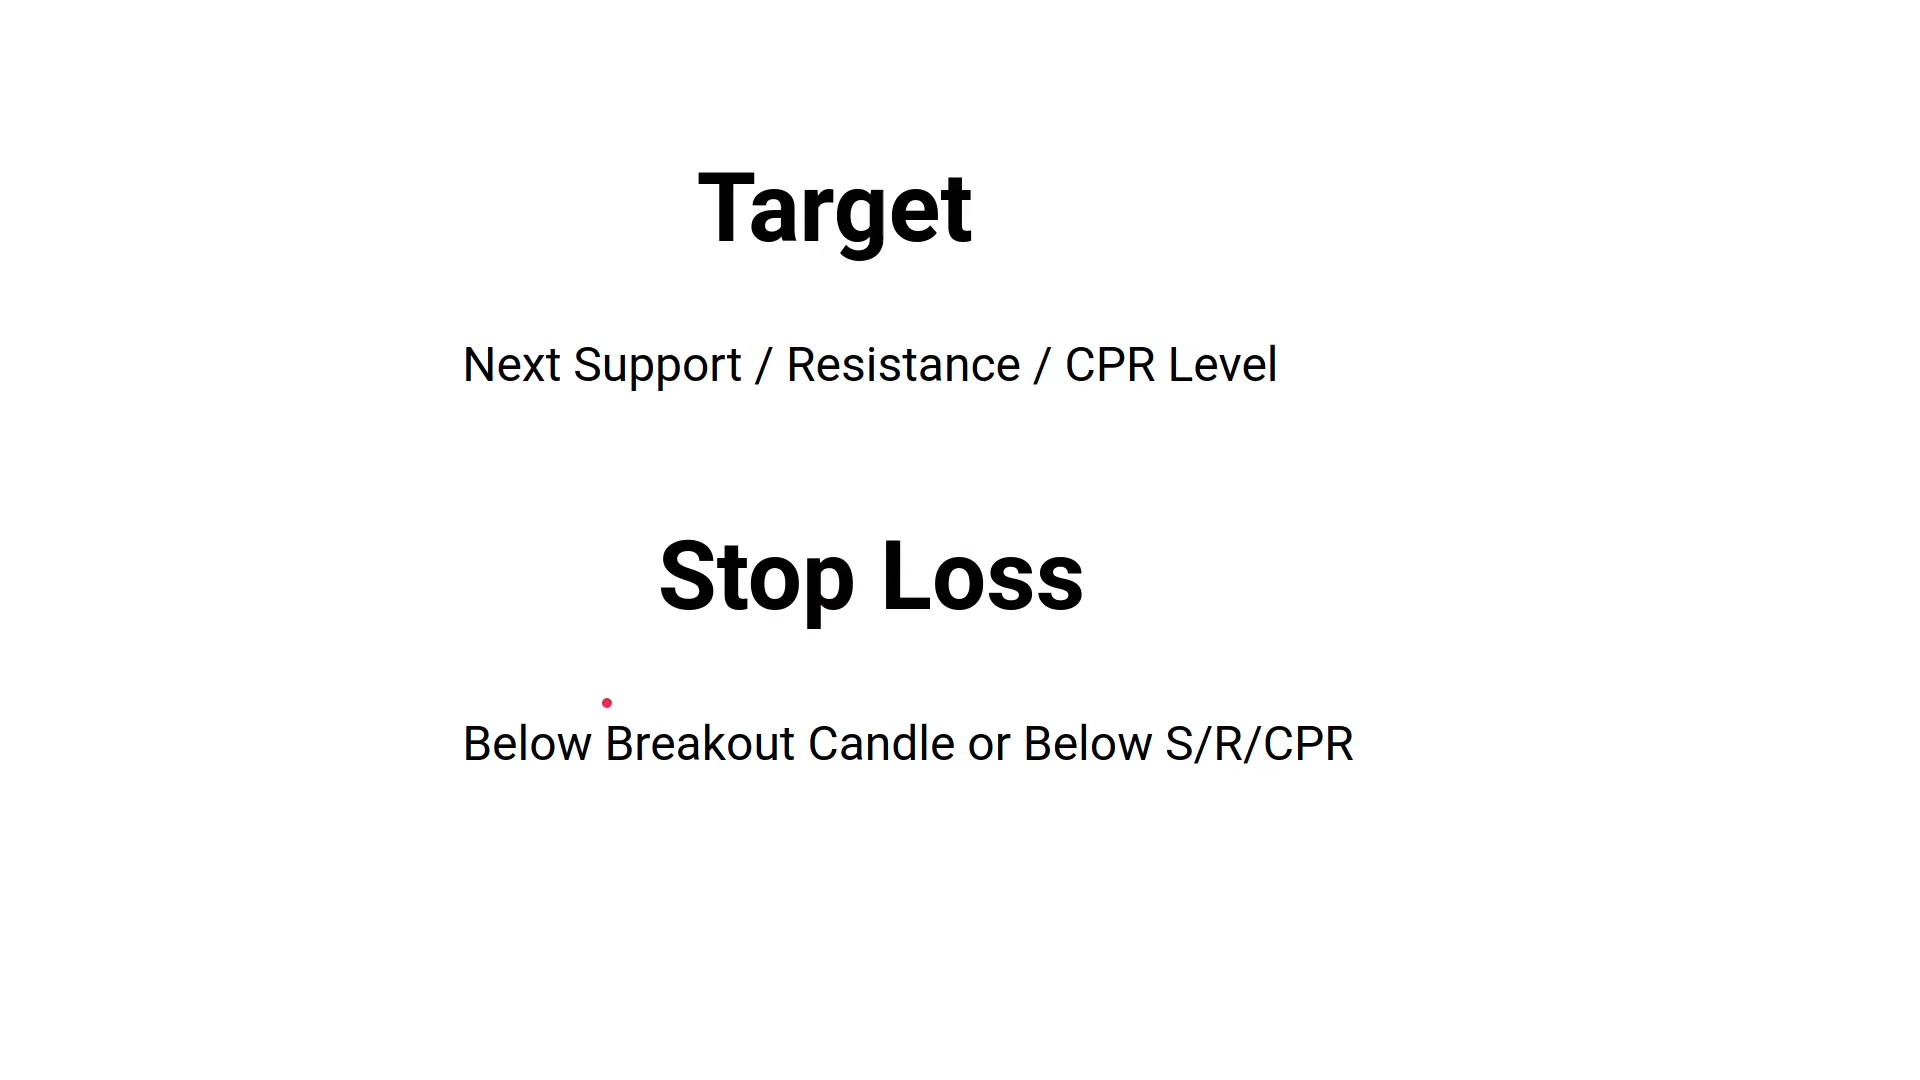 Target
Next Support / Resistance / CPR Level
Stop Loss
Below Breakout Candle or Below S/R/CPR